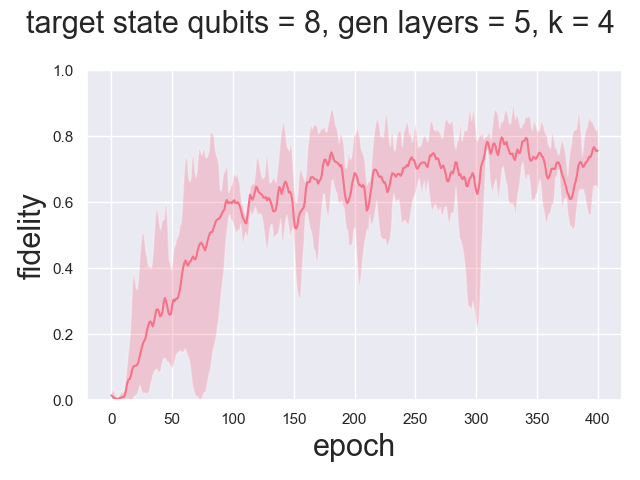 target state qubits = 8, gen layers = 5, k = 4
1.0
0.8
0.6
0.4
0.2
0.0
fidelity
0 50 100 150 200 250 300 350 400
epoch